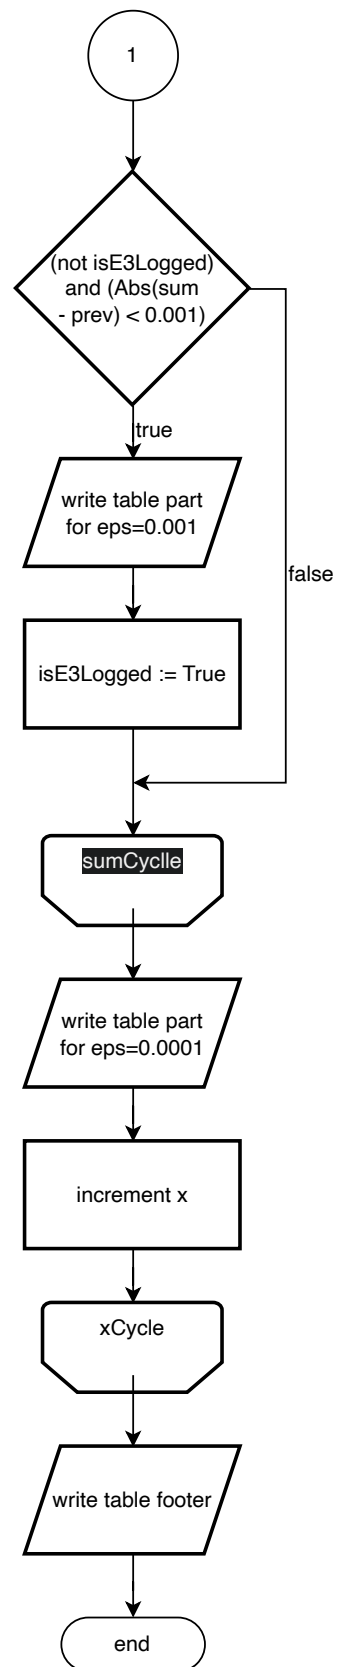 1
(not isE3Logged)
and (Abs(sum
- prev) < 0.001)
true
write table part
for eps=0.001
false
isE3Logged := True
sumCyclle
write table part
for eps=0.0001
increment x
xCycle
write table footer
end